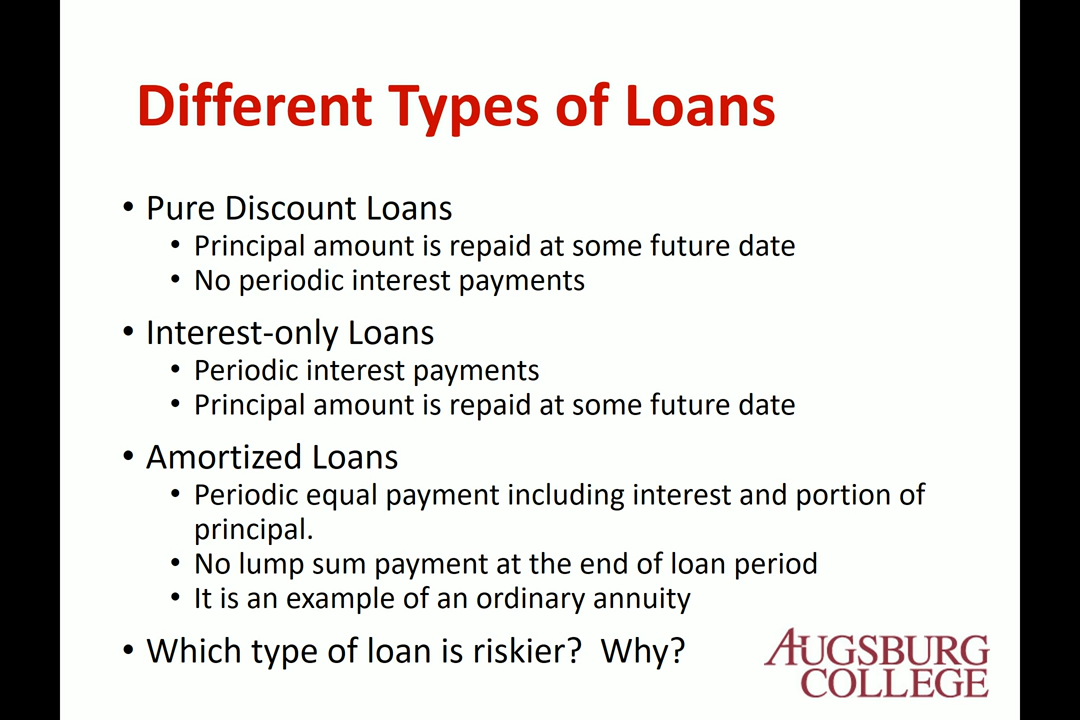 Different Types of Loans
• Pure Discount Loans
• Principal amount is repaid at some future date
• No periodic interest payments
• Interest-only Loans
• Periodic interest payments
• Principal amount is repaid at some future date
• Amortized Loans
• Periodic equal payment including interest and portion of
principal.
• No lump sum payment at the end of loan period
• It is an example of an ordinary annuity
• Which type of loan is riskier?  Why?
AUGSBURG
COLLEGE